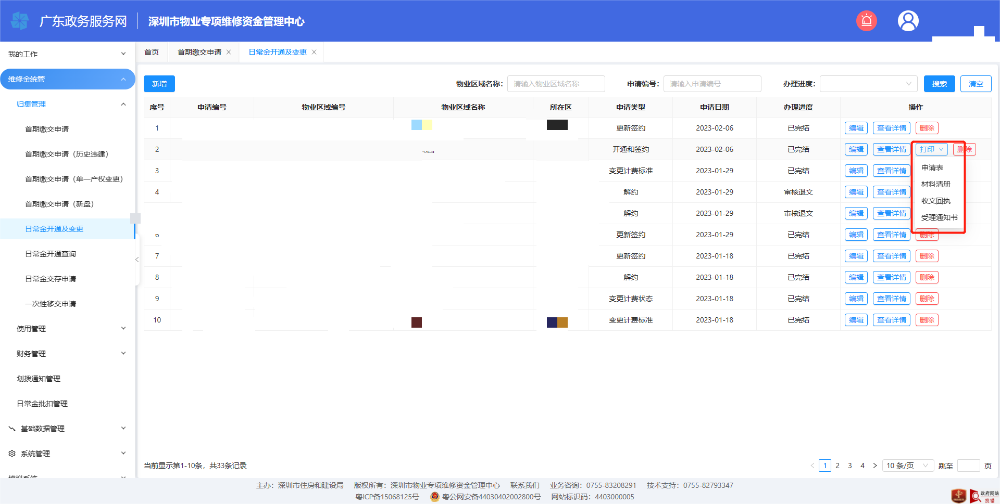 广东政务服务网
深圳市物业专项维修资金管理中心
我的工作
维修金统管
归集管理
首期缴交申请
首期缴交申请（历史违建）
首期缴交申请（单一产权变更）
首期缴交申请（新盘）
日常金开通及变更
日常金开通查询
日常金交存申请
一次性移交申请
使用管理
财务管理
划拨通知管理
日常金批扣管理
基础数据管理
系统管理
首页 首期缴交申请 日常金开通及变更
新增 物业区域名称： 请输入物业区域名称 申请编号： 请输入申请编号 办理进度： 搜索 清空
序号 申请编号 物业区域编号 物业区域名称 所在区 申请类型 申请日期 办理进度 操作
1 更新签约 2023-02-06 已完结 编辑 查看详情 删除
2 开通和签约 2023-02-06 已完结 编辑 查看详情 打印 删除
3 变更计费标准 2023-01-29 已完结 编辑 查看详情
4 解约 2023-01-29 审核退文 编辑 查看详情
解约 2023-01-29 审核退文 编辑 查看详情
6 更新签约 2023-01-29 已完结 编辑 查看详情 删除
7 更新签约 2023-01-18 已完结 编辑 查看详情 删除
8 解约 2023-01-18 已完结 编辑 查看详情 删除
9 变更计费状态 2023-01-18 已完结 编辑 查看详情 删除
10 变更计费标准 2023-01-18 已完结 编辑 查看详情 删除
申请表
材料清册
收文回执
受理通知书
当前显示第1-10条，共33条记录
1 2 3 4 10 条/页 跳至 页
主办：深圳市住房和建设局 版权所有：深圳市物业专项维修资金管理中心 联系我们 业务咨询：0755-83208291 技术支持：0755-82793347
粤ICP备15068125号 粤公网安备44030402002800号 网站标识码：4403000005
政府网站
找错